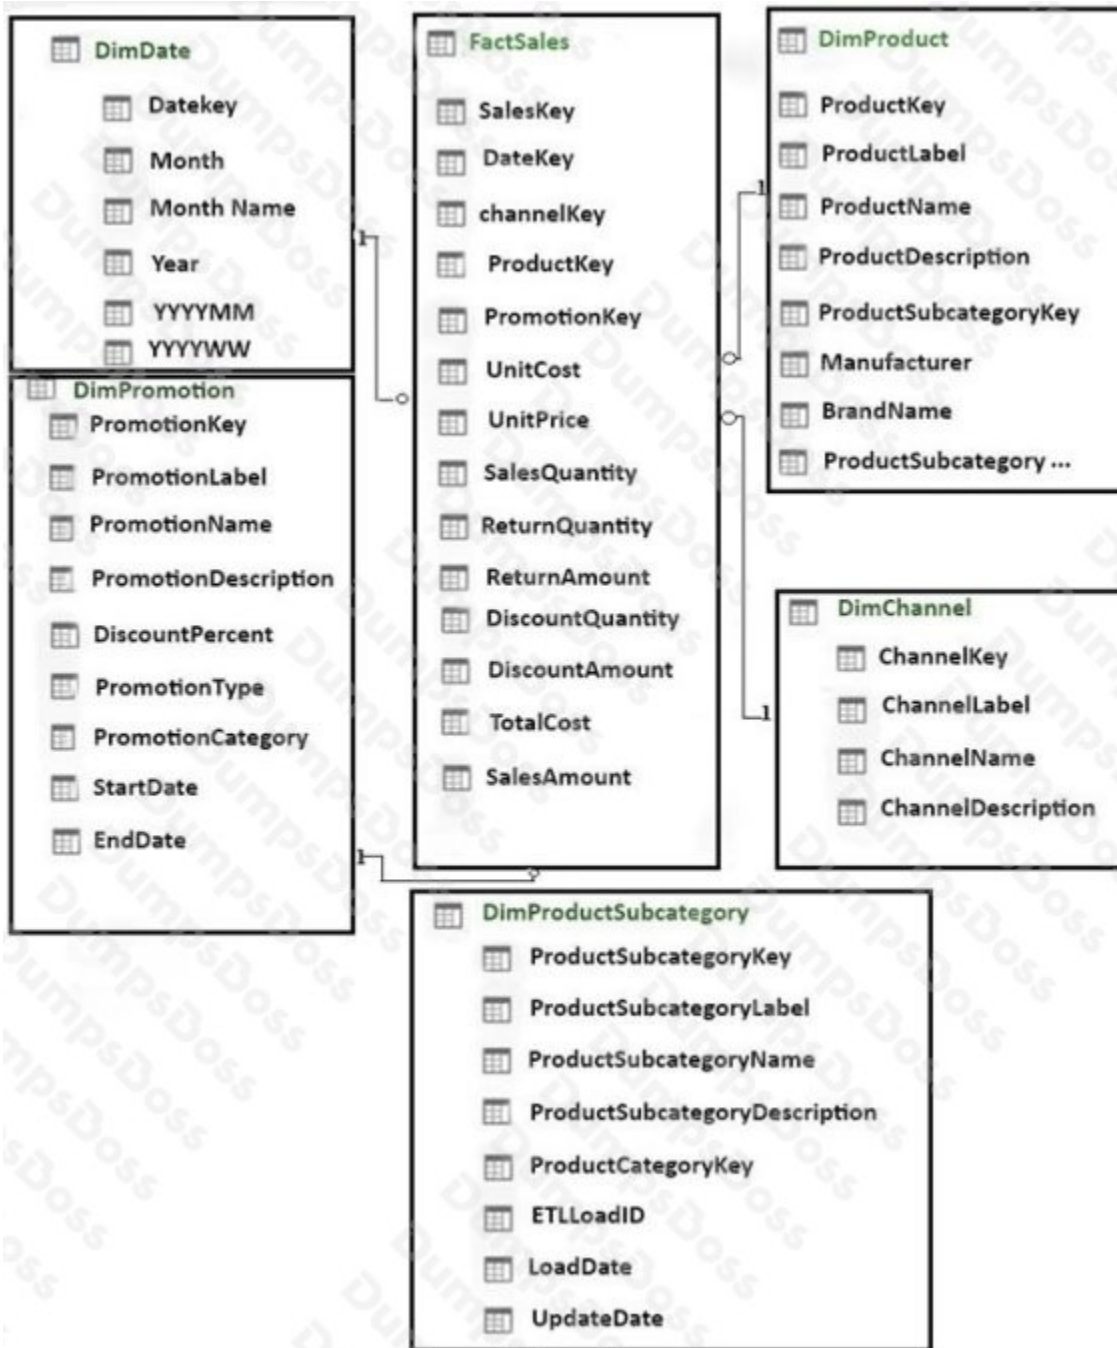 DimDate
Datekey
Month
Month Name
Year
YYYYMM
YYYYWW
DimPromotion
PromotionKey
PromotionLabel
PromotionName
PromotionDescription
DiscountPercent
PromotionType
PromotionCategory
StartDate
EndDate
1
1
FactSales
SalesKey
DateKey
channelKey
ProductKey
PromotionKey
UnitCost
UnitPrice
SalesQuantity
ReturnQuantity
ReturnAmount
DiscountQuantity
DiscountAmount
TotalCost
SalesAmount
1
1
DimProduct
ProductKey
ProductLabel
ProductName
ProductDescription
ProductSubcategoryKey
Manufacturer
BrandName
ProductSubcategory ...
DimChannel
ChannelKey
ChannelLabel
ChannelName
ChannelDescription
DimProductSubcategory
ProductSubcategoryKey
ProductSubcategoryLabel
ProductSubcategoryName
ProductSubcategoryDescription
ProductCategoryKey
ETLLoadID
LoadDate
UpdateDate
DumpsDoss